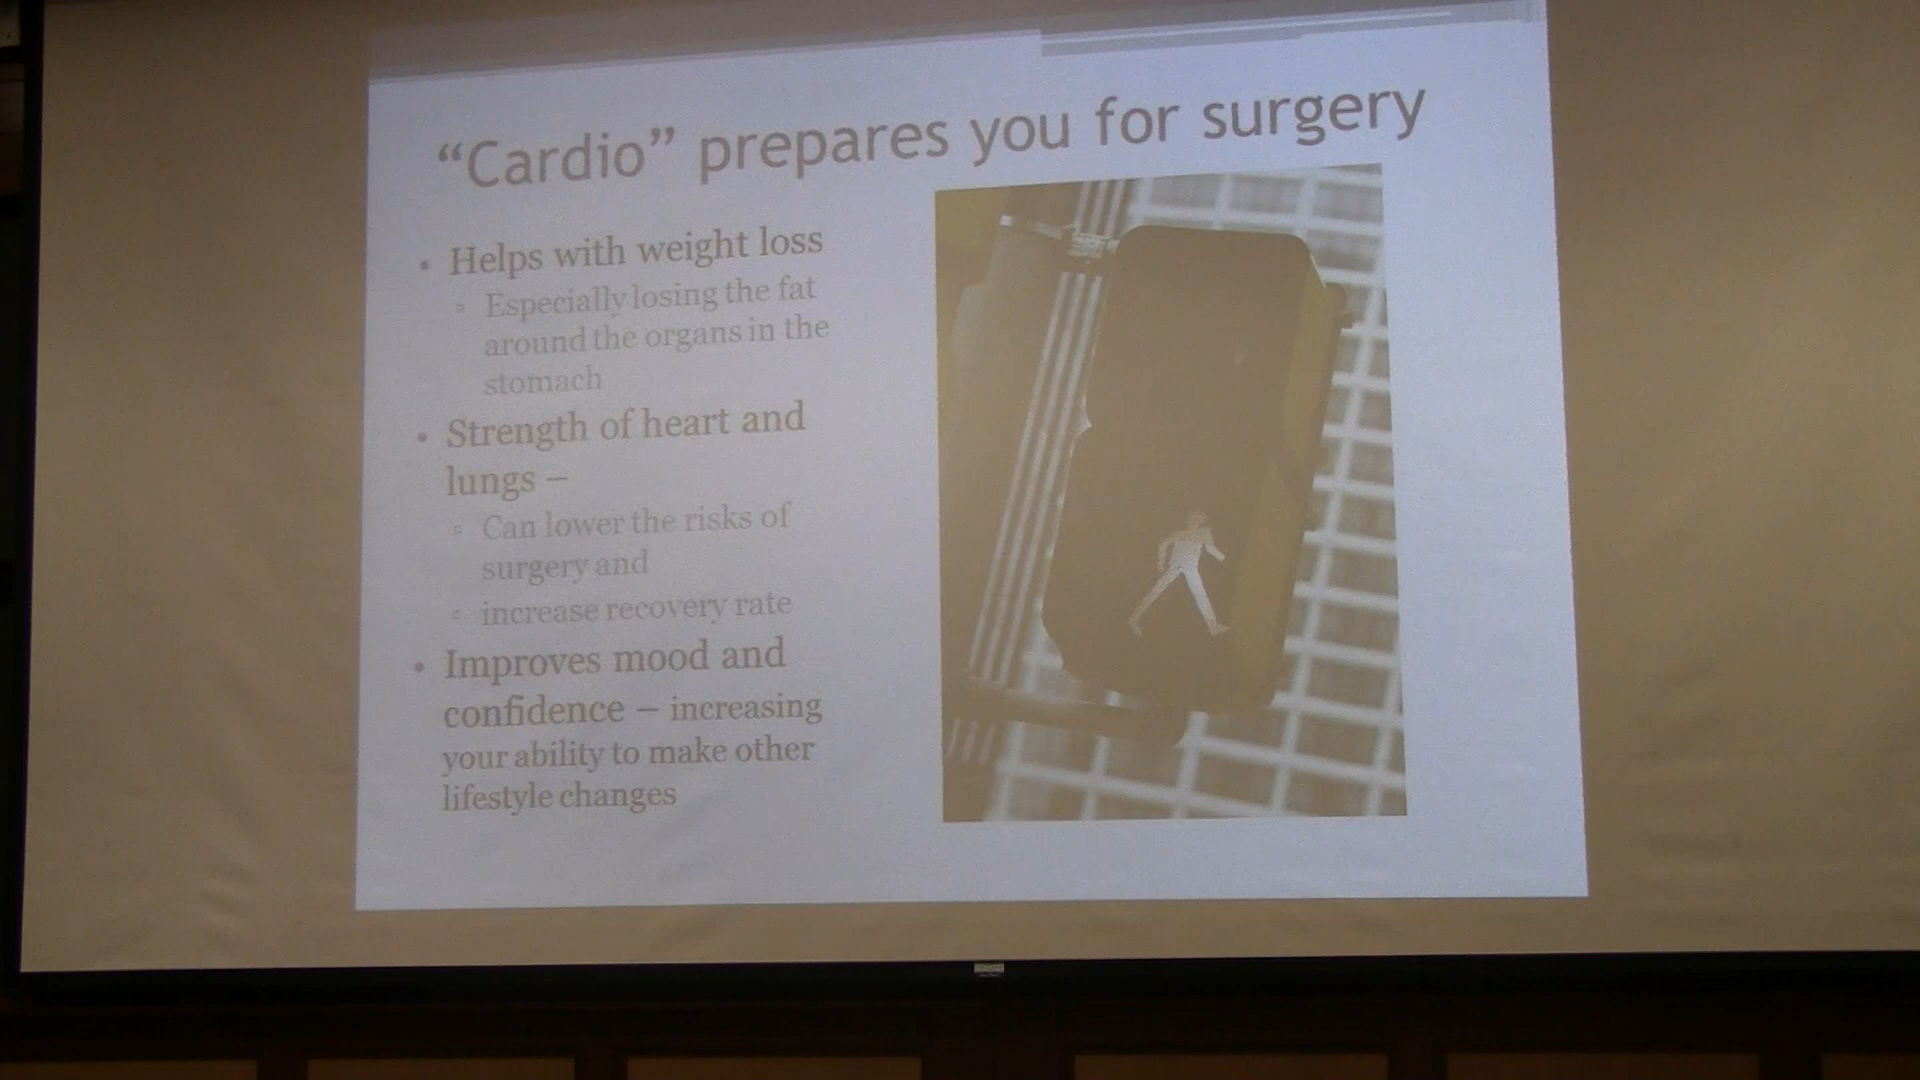 “Cardio” prepares you for surgery
• Helps with weight loss
▫ Especially losing the fat
around the organs in the
stomach
• Strength of heart and
lungs –
▫ Can lower the risks of
surgery and
▫ increase recovery rate
• Improves mood and
confidence – increasing
your ability to make other
lifestyle changes